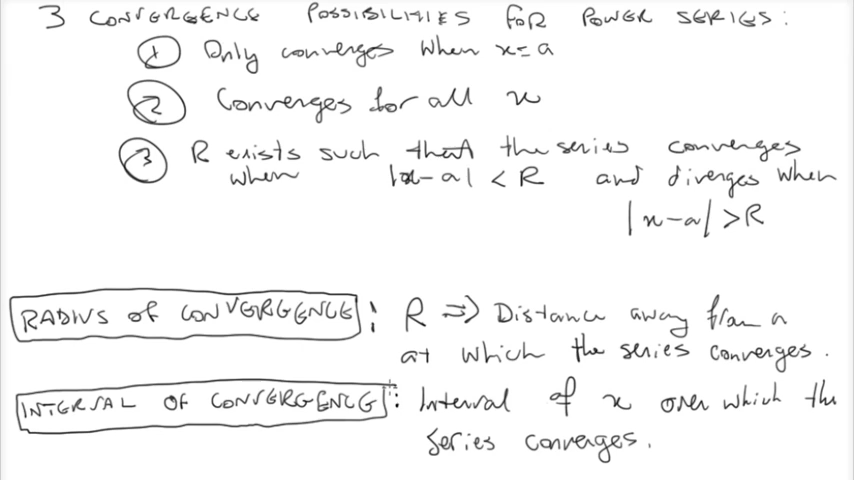 3 CONVERGENCE POSSIBILITIES FOR POWER SERIES:
1 Only converges when x=a
2 Converges for all x
3 R exists such that the series converges
when |x-a| < R and diverges when
|x-a| > R
RADIUS OF CONVERGENCE: R ⇒ Distance away from a
at which the series converges.
INTERVAL OF CONVERGENCE: Interval of x over which the
series converges.